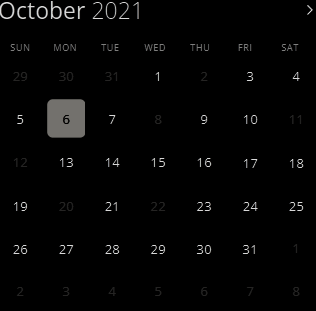 October 2021
SUN MON TUE WED THU FRI SAT
29 30 31 1 2 3 4
5 6 7 8 9 10 11
12 13 14 15 16 17 18
19 20 21 22 23 24 25
26 27 28 29 30 31 1
2 3 4 5 6 7 8